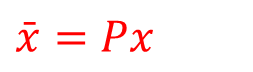 x̄ = Px